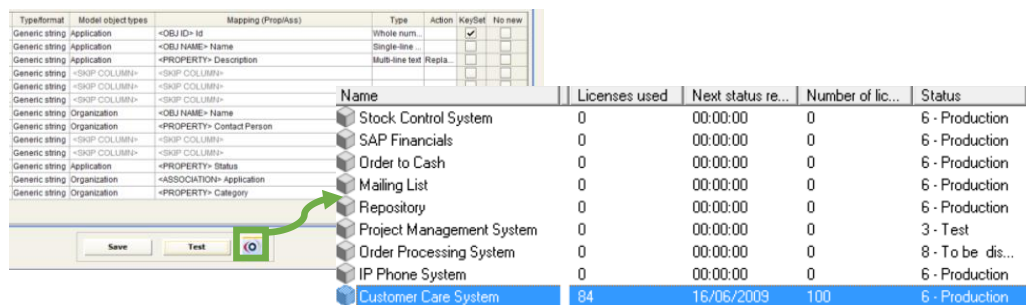 Type/format Model object types Mapping (Prop/Ass) Type Action KeySet No new
Generic string Application <OBJ ID> Id Whole num...
Generic string Application <OBJ NAME> Name Single-line ...
Generic string Application <PROPERTY> Description Multi-line text Repla...
Generic string <SKIP COLUMN> <SKIP COLUMN>
Generic string <SKIP COLUMN> <SKIP COLUMN>
Generic string <SKIP COLUMN> <SKIP COLUMN>
Generic string Organization <OBJ NAME> Name
Generic string Organization <PROPERTY> Contact Person
Generic string <SKIP COLUMN> <SKIP COLUMN>
Generic string Application <PROPERTY> Status
Generic string Organization <ASSOCIATION> Application
Generic string Organization <PROPERTY> Category
Save Test
Name Licenses used Next status re... Number of lic... Status
Stock Control System 0 00:00:00 0 6 - Production
SAP Financials 0 00:00:00 0 6 - Production
Order to Cash 0 00:00:00 0 6 - Production
Mailing List 0 00:00:00 0 6 - Production
Repository 0 00:00:00 0 6 - Production
Project Management System 0 00:00:00 0 3 - Test
Order Processing System 0 00:00:00 0 8 - To be dis...
IP Phone System 0 00:00:00 0 6 - Production
Customer Care System 84 16/06/2009 100 6 - Production